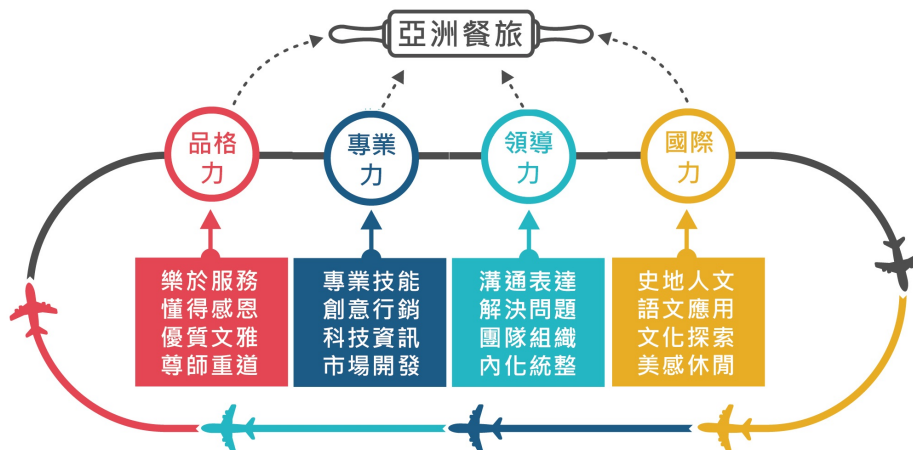 亞洲餐旅
品格
力
專業
力
領導
力
國際
力
樂於服務
懂得感恩
優質文雅
尊師重道
專業技能
創意行銷
科技資訊
市場開發
溝通表達
解決問題
團隊組織
內化統整
史地人文
語文應用
文化探索
美感休閒